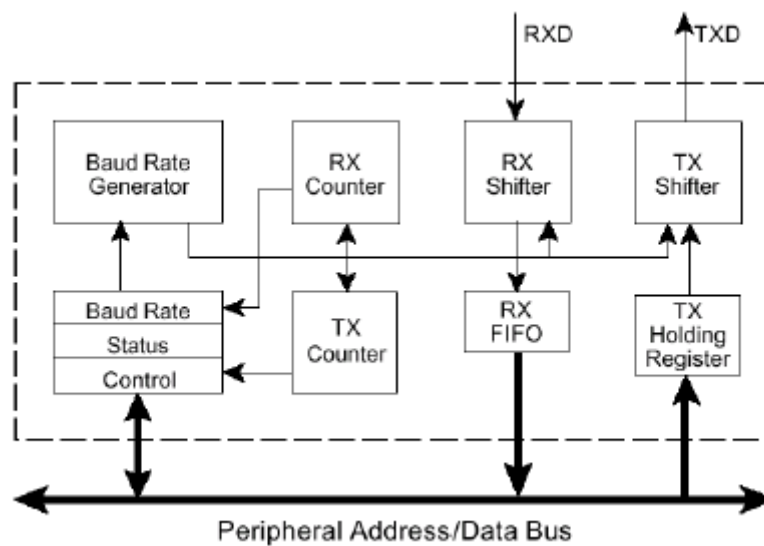 RXD
TXD
Baud Rate
Generator
RX
Counter
RX
Shifter
TX
Shifter
Baud Rate
Status
Control
TX
Counter
RX
FIFO
TX
Holding
Register
Peripheral Address/Data Bus